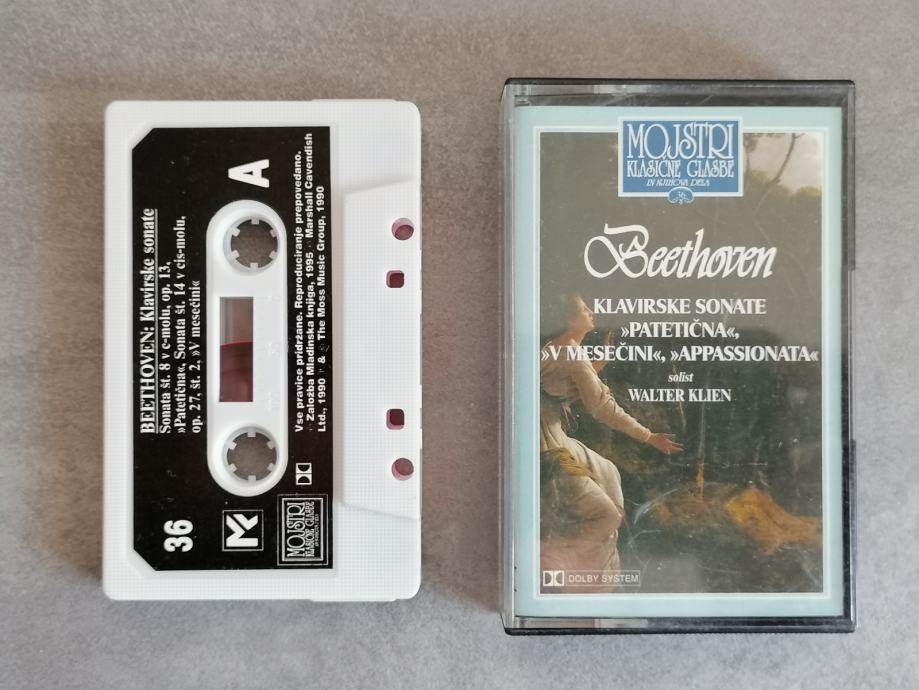 BEETHOVEN: Klavirske sonate
Sonata št. 8 v c-molu, op. 13,
»Patetična«, Sonata št. 14 v cis-molu,
op. 27, št. 2, »V mesečini«
A
Vse pravice pridržane. Reproduciranje prepovedano.
Založba Mladinska knjiga, 1995 Marshall Cavendish
Ltd., 1990 & The Moss Music Group, 1990
36
MK
MOJSTRI
KLASIČNE GLASBE
MOJSTRI
KLASIČNE GLASBE
IN NJIHOVA DELA
36
Beethoven
KLAVIRSKE SONATE
»PATETIČNA«,
»V MESEČINI«, »APPASSIONATA«
solist
WALTER KLIEN
DOLBY SYSTEM